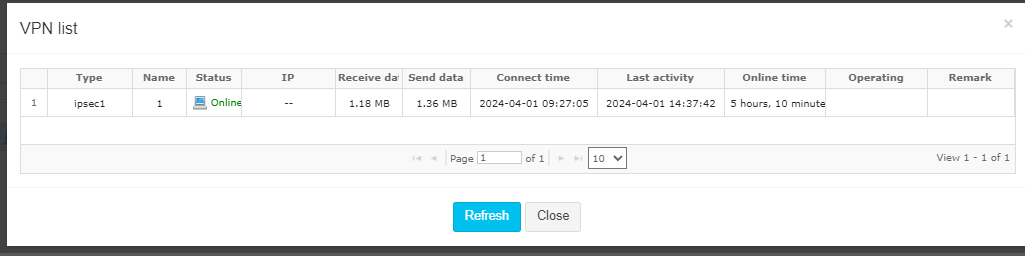 VPN list ×
Type Name Status IP Receive da Send data Connect time Last activity Online time Operating Remark
1 ipsec1 1 Online -- 1.18 MB 1.36 MB 2024-04-01 09:27:05 2024-04-01 14:37:42 5 hours, 10 minute
Page 1 of 1 10 View 1 - 1 of 1
Refresh Close